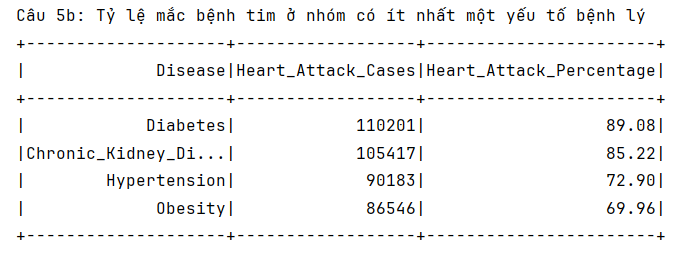 Câu 5b: Tỷ lệ mắc bệnh tim ở nhóm có ít nhất một yếu tố bệnh lý
+--------------------+------------------+-----------------------+
|             Disease|Heart_Attack_Cases|Heart_Attack_Percentage|
+--------------------+------------------+-----------------------+
|            Diabetes|            110201|                  89.08|
|Chronic_Kidney_Di...|            105417|                  85.22|
|        Hypertension|             90183|                  72.90|
|             Obesity|             86546|                  69.96|
+--------------------+------------------+-----------------------+